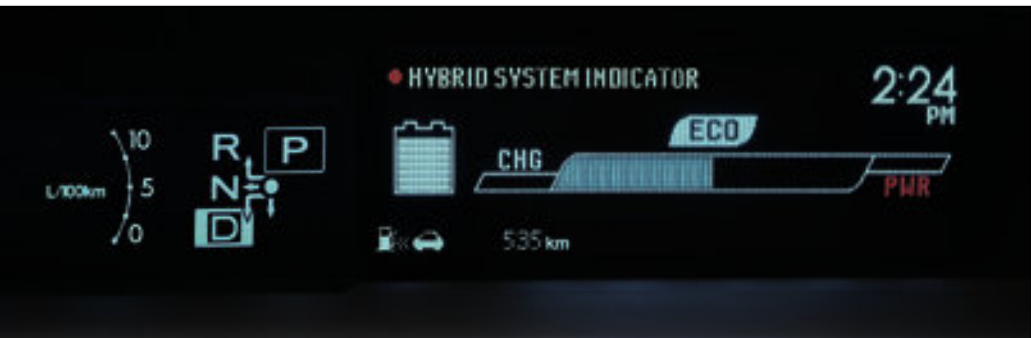 HYBRID SYSTEM INDICATOR
2:24
PM
ECO
CHG
PWR
535 km
10
5
0
L/100km
R
P
N
D